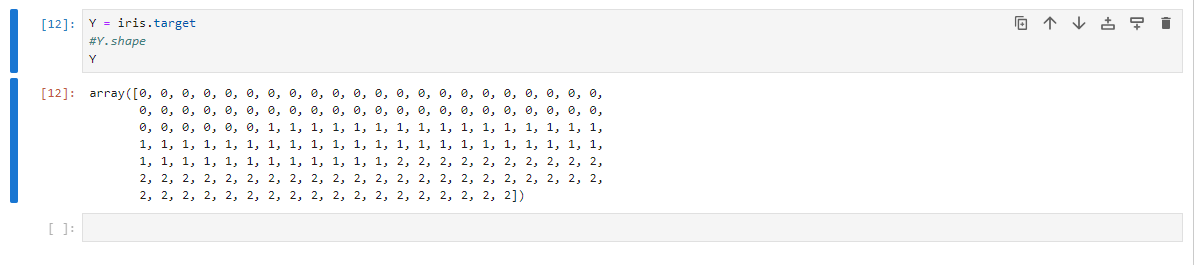 [12]: Y = iris.target
#Y.shape
Y
[12]: array([0, 0, 0, 0, 0, 0, 0, 0, 0, 0, 0, 0, 0, 0, 0, 0, 0, 0, 0, 0, 0, 0,
0, 0, 0, 0, 0, 0, 0, 0, 0, 0, 0, 0, 0, 0, 0, 0, 0, 0, 0, 0, 0, 0,
0, 0, 0, 0, 0, 0, 1, 1, 1, 1, 1, 1, 1, 1, 1, 1, 1, 1, 1, 1, 1, 1,
1, 1, 1, 1, 1, 1, 1, 1, 1, 1, 1, 1, 1, 1, 1, 1, 1, 1, 1, 1, 1, 1,
1, 1, 1, 1, 1, 1, 1, 1, 1, 1, 1, 1, 2, 2, 2, 2, 2, 2, 2, 2, 2, 2,
2, 2, 2, 2, 2, 2, 2, 2, 2, 2, 2, 2, 2, 2, 2, 2, 2, 2, 2, 2, 2, 2,
2, 2, 2, 2, 2, 2, 2, 2, 2, 2, 2, 2, 2, 2, 2, 2, 2, 2])
[ ]: